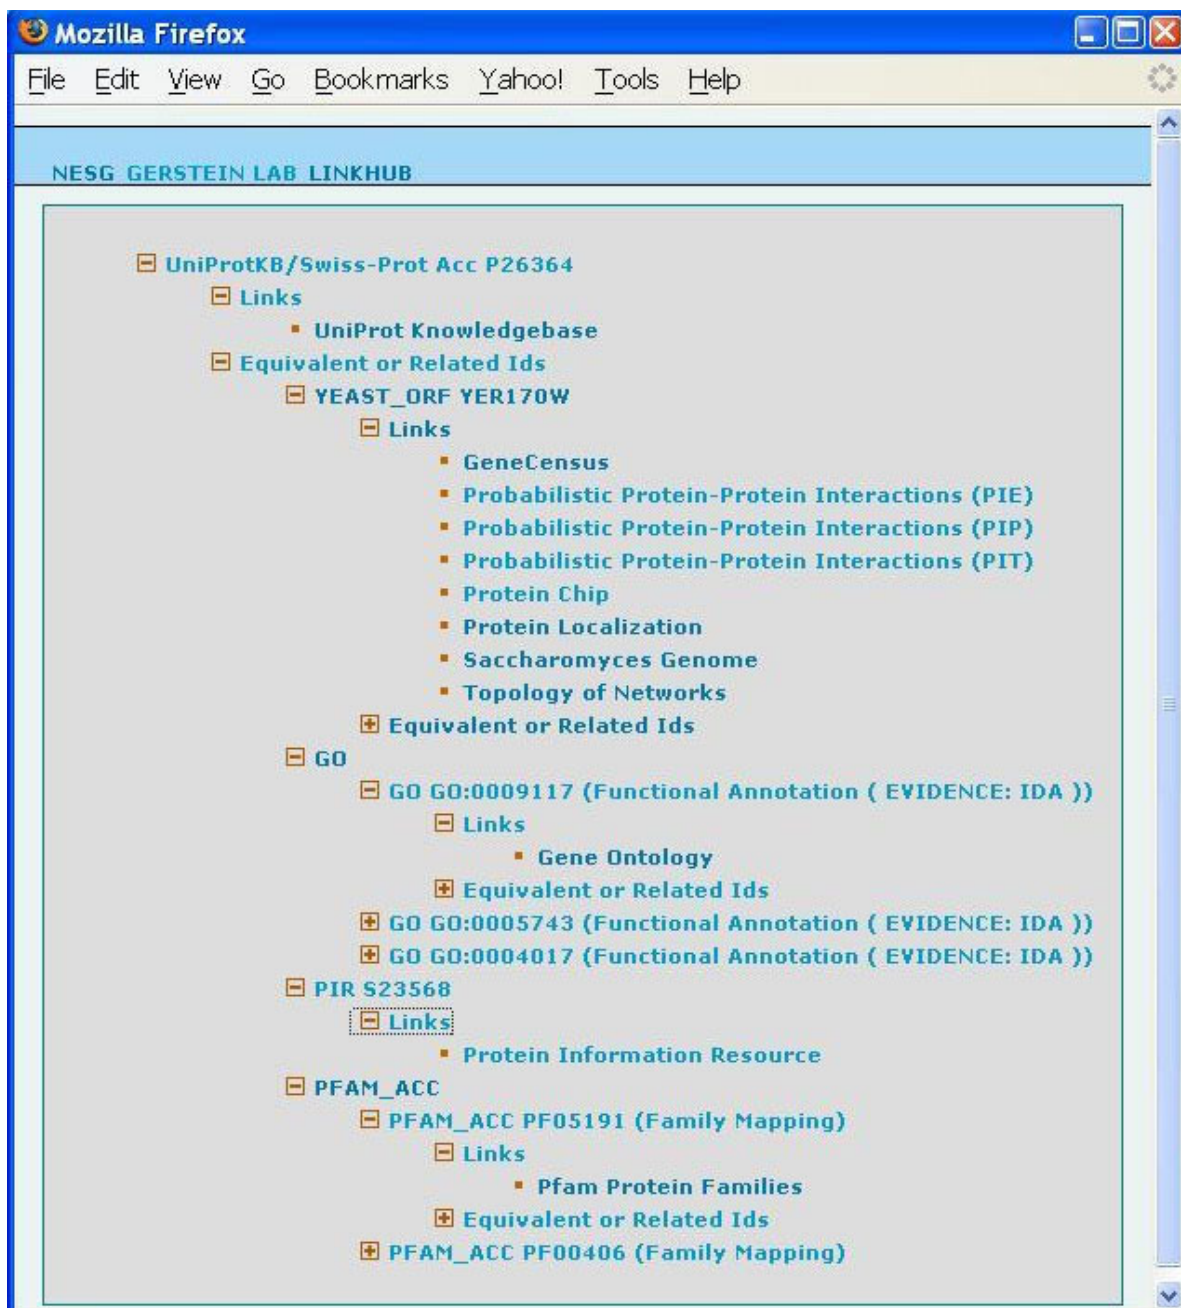 Mozilla Firefox
File Edit View Go Bookmarks Yahoo! Tools Help
NESG GERSTEIN LAB LINKHUB
UniProtKB/Swiss-Prot Acc P26364
Links
UniProt Knowledgebase
Equivalent or Related Ids
YEAST_ORF YER170W
Links
GeneCensus
Probabilistic Protein-Protein Interactions (PIE)
Probabilistic Protein-Protein Interactions (PIP)
Probabilistic Protein-Protein Interactions (PIT)
Protein Chip
Protein Localization
Saccharomyces Genome
Topology of Networks
Equivalent or Related Ids
GO
GO GO:0009117 (Functional Annotation ( EVIDENCE: IDA ))
Links
Gene Ontology
Equivalent or Related Ids
GO GO:0005743 (Functional Annotation ( EVIDENCE: IDA ))
GO GO:0004017 (Functional Annotation ( EVIDENCE: IDA ))
PIR S23568
Links
Protein Information Resource
PFAM_ACC
PFAM_ACC PF05191 (Family Mapping)
Links
Pfam Protein Families
Equivalent or Related Ids
PFAM_ACC PF00406 (Family Mapping)